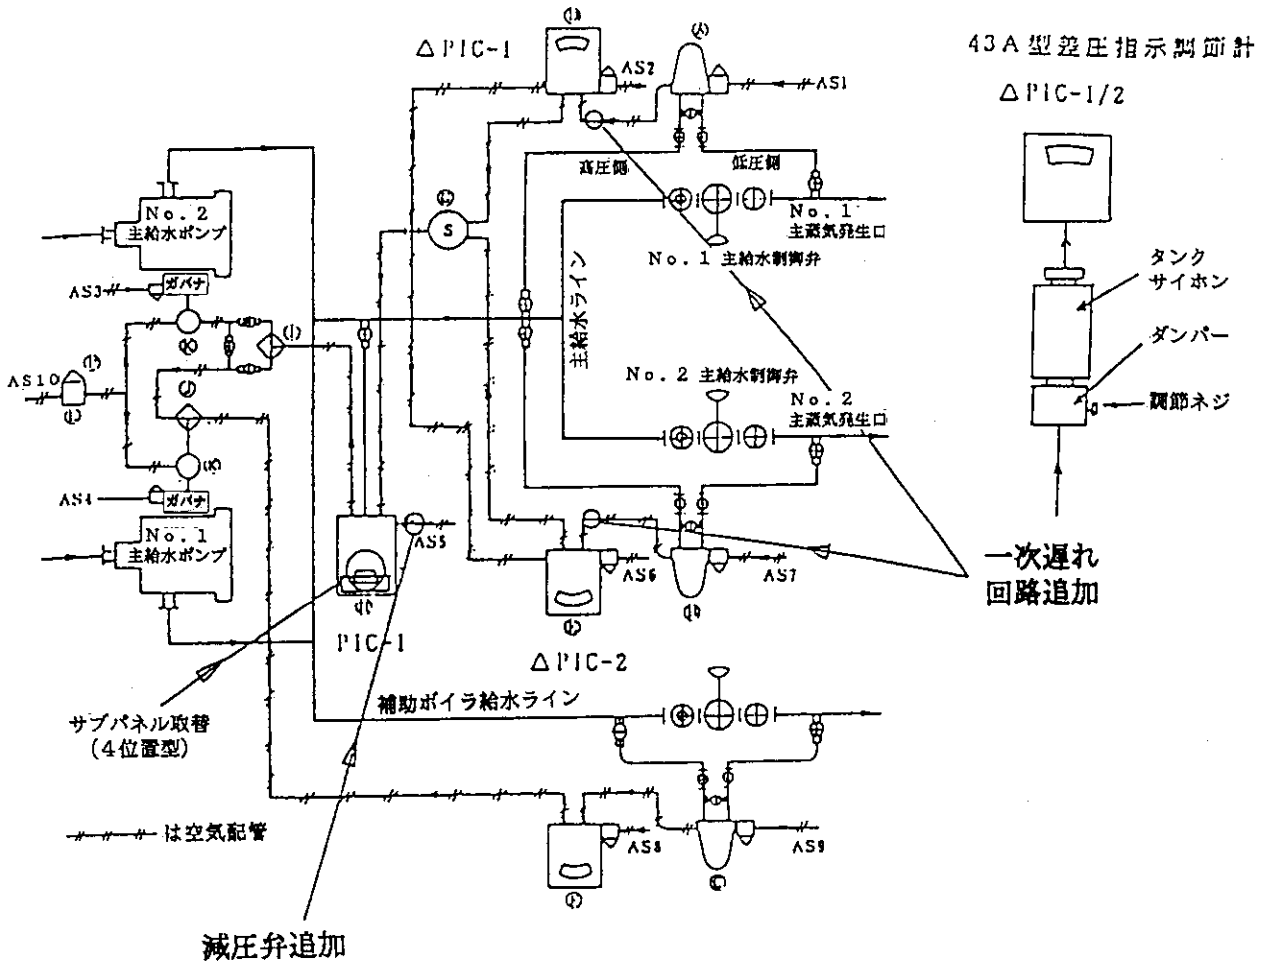 △PIC-1
43A型差圧指示調節計
△PIC-1/2
AS2
AS1
高圧側
低圧側
No.2
主給水ポンプ
S
No.1
主蒸気発生口
No.1 主給水制御弁
タンク
サイホン
ガバナ
AS3
主給水ライン
ダンパー
AS10
No.2 主給水制御弁
No.2
主蒸気発生口
調節ネジ
AS4
ガバナ
No.1
主給水ポンプ
AS5
AS6
AS7
一次遅れ
回路追加
PIC-1
△PIC-2
補助ボイラ給水ライン
サブパネル取替
(4位置型)
は空気配管
AS8
AS9
減圧弁追加